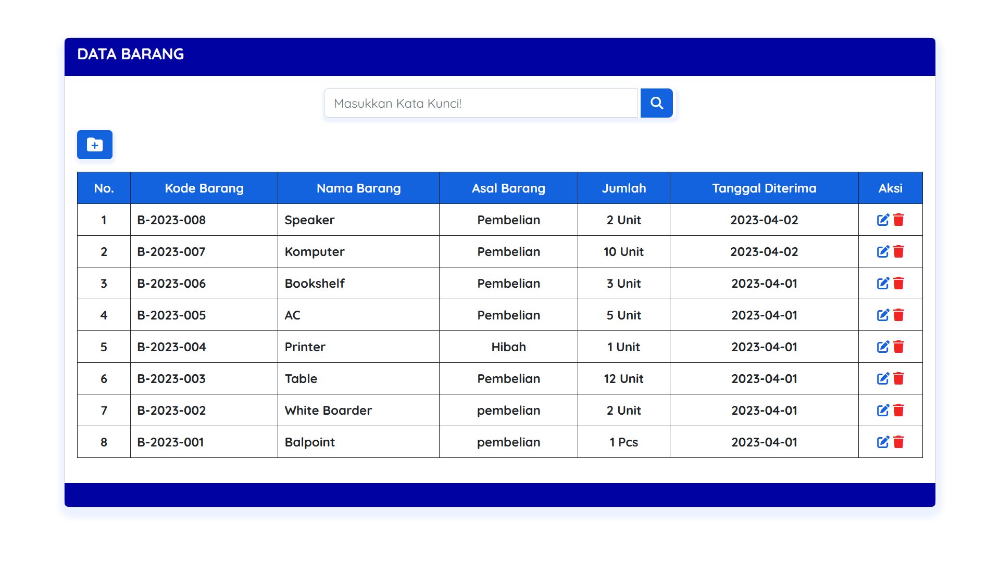 DATA BARANG
Masukkan Kata Kunci!
No. Kode Barang Nama Barang Asal Barang Jumlah Tanggal Diterima Aksi
1 B-2023-008 Speaker Pembelian 2 Unit 2023-04-02
2 B-2023-007 Komputer Pembelian 10 Unit 2023-04-02
3 B-2023-006 Bookshelf Pembelian 3 Unit 2023-04-01
4 B-2023-005 AC Pembelian 5 Unit 2023-04-01
5 B-2023-004 Printer Hibah 1 Unit 2023-04-01
6 B-2023-003 Table Pembelian 12 Unit 2023-04-01
7 B-2023-002 White Boarder pembelian 2 Unit 2023-04-01
8 B-2023-001 Balpoint pembelian 1 Pcs 2023-04-01